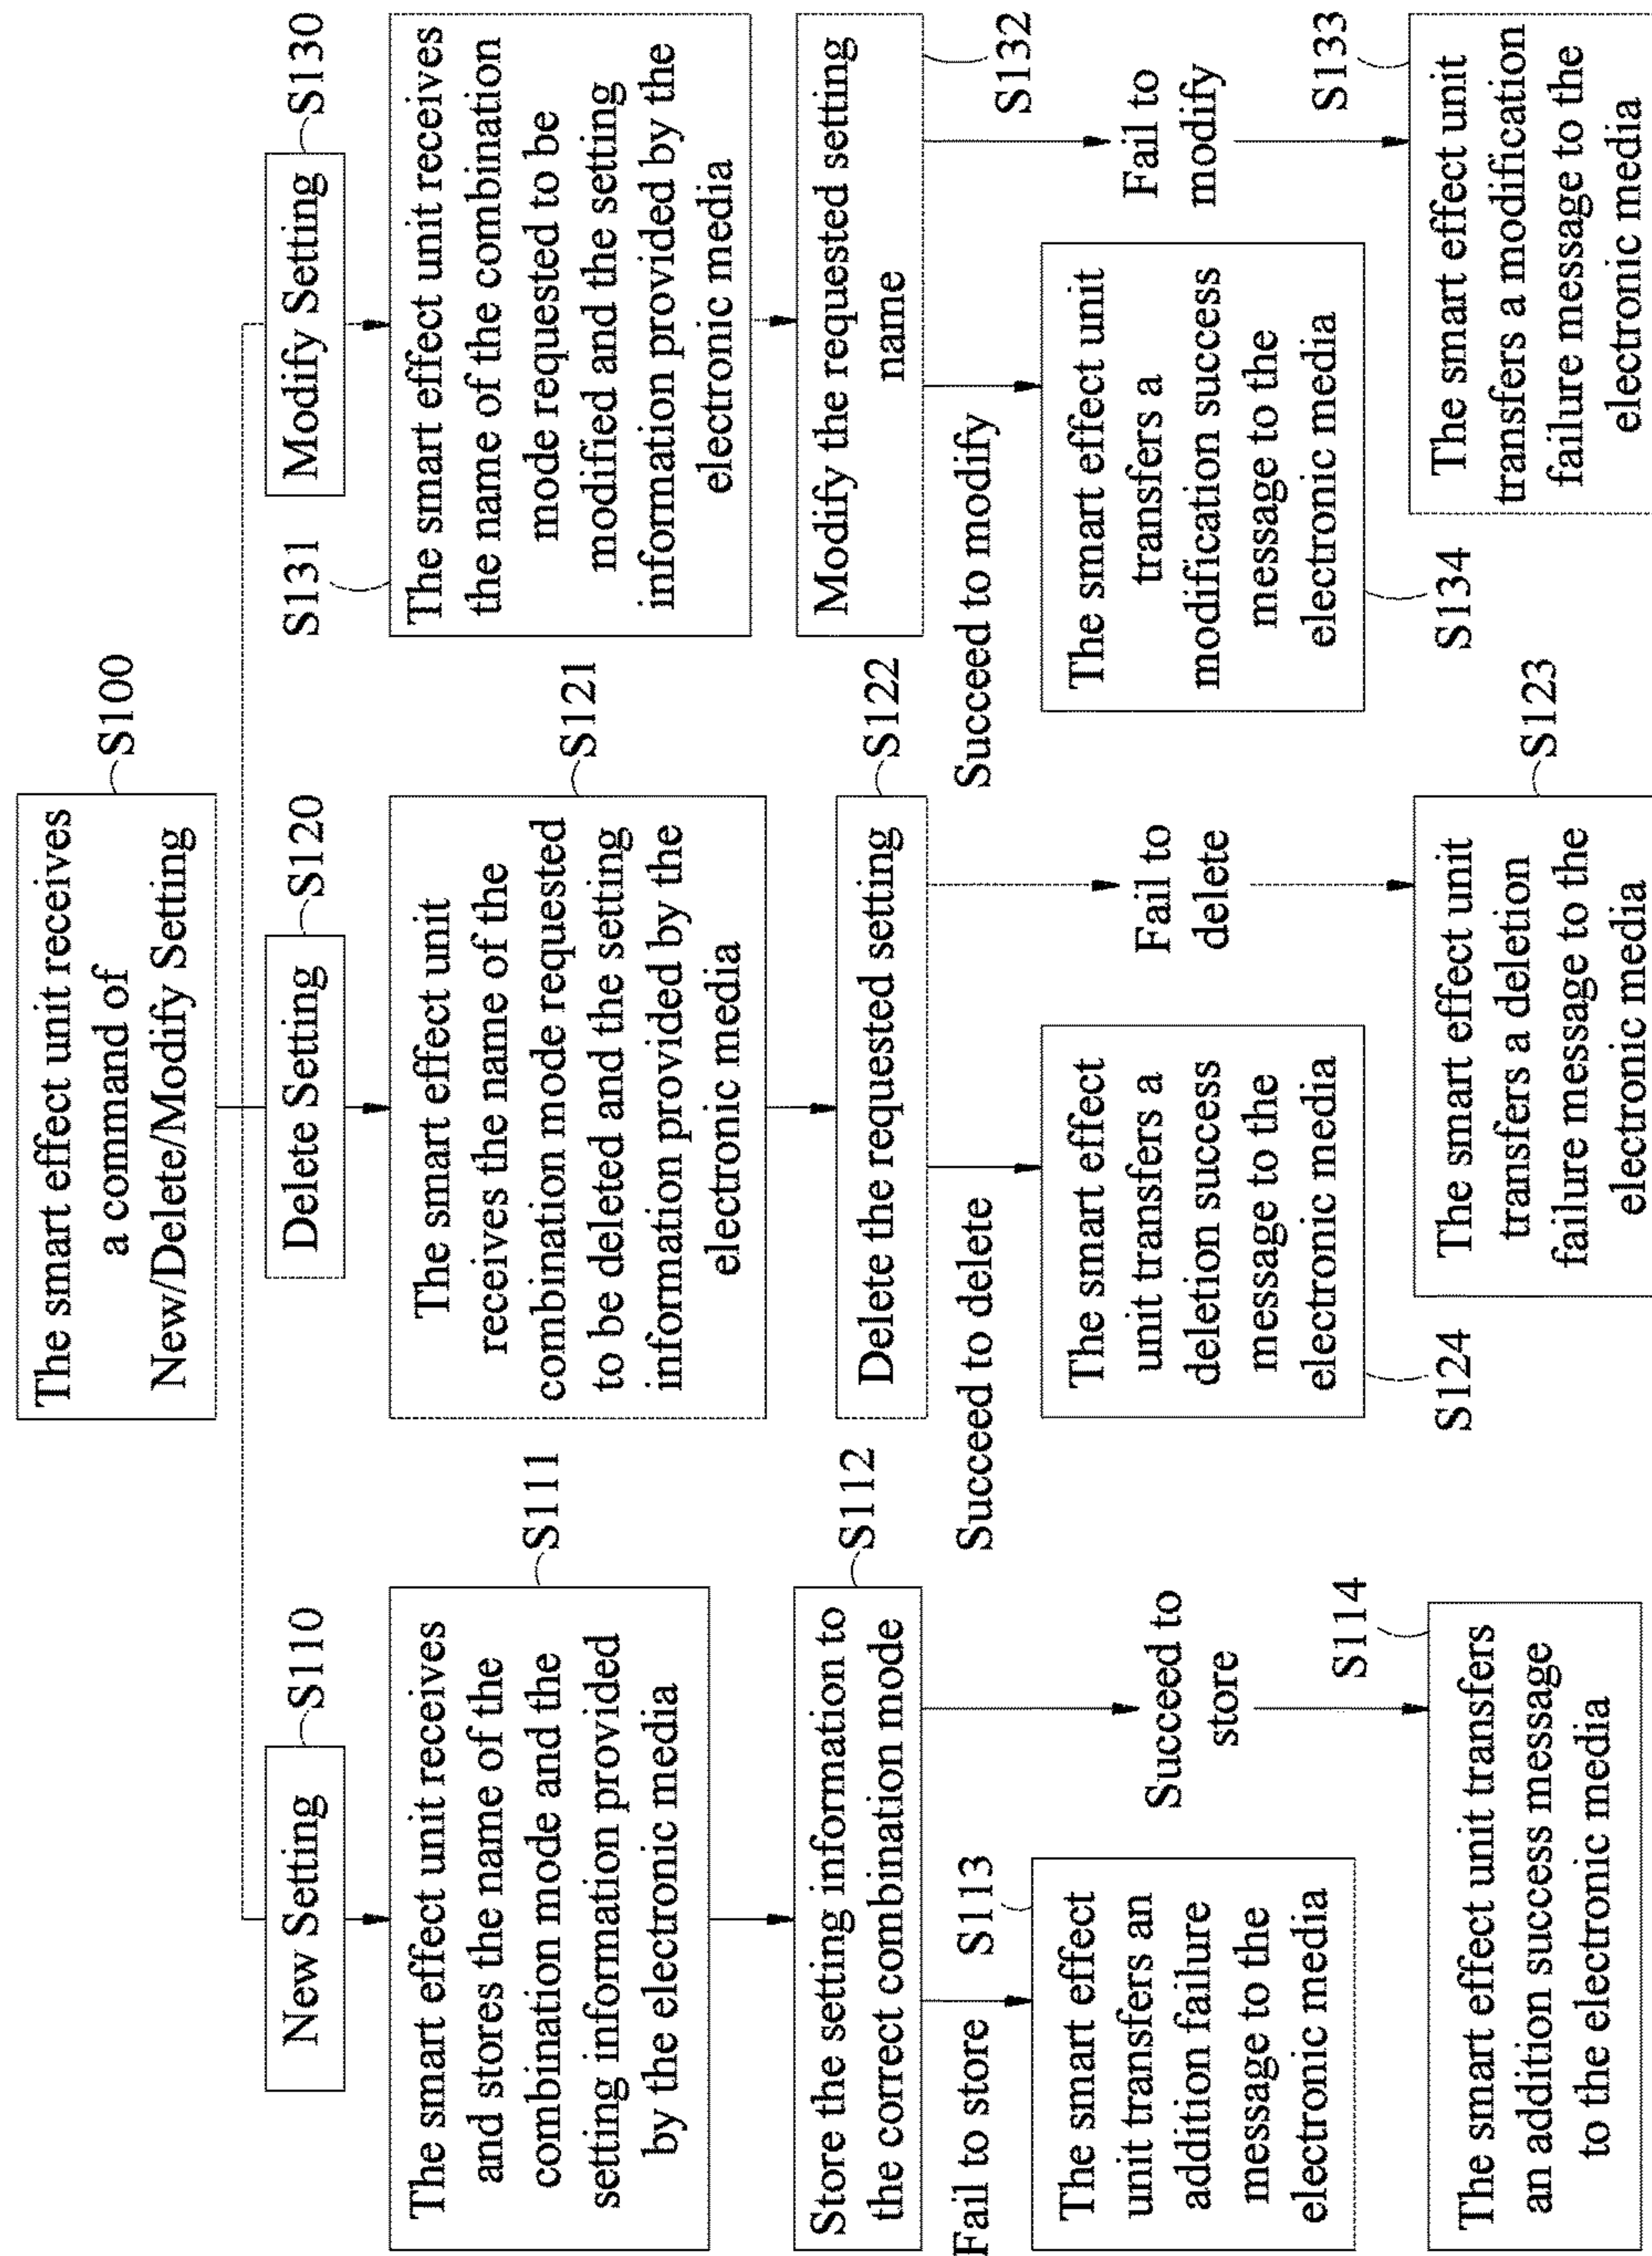 The smart effect unit receives
a command of
New/Delete/Modify Setting
S100
New Setting
S110
The smart effect unit receives
and stores the name of the
combination mode and the
setting information provided
by the electronic media
S111
Store the setting information to
the correct combination mode
S112
Fail to store
S113
The smart effect
unit transfers an
addition failure
message to the
electronic media
Succeed to
store
S114
The smart effect unit transfers
an addition success message
to the electronic media
Delete Setting
S120
The smart effect unit
receives the name of the
combination mode requested
to be deleted and the setting
information provided by the
electronic media
S121
Delete the requested setting
S122
Succeed to delete
The smart effect
unit transfers a
deletion success
message to the
electronic media
S124
Fail to
delete
S123
The smart effect unit
transfers a deletion
failure message to the
electronic media
Modify Setting
S130
S131
The smart effect unit receives
the name of the combination
mode requested to be
modified and the setting
information provided by the
electronic media
Modify the requested setting
name
S132
Succeed to modify
The smart effect unit
transfers a
modification success
message to the
electronic media
S134
Fail to
modify
S133
The smart effect unit
transfers a modification
failure message to the
electronic media